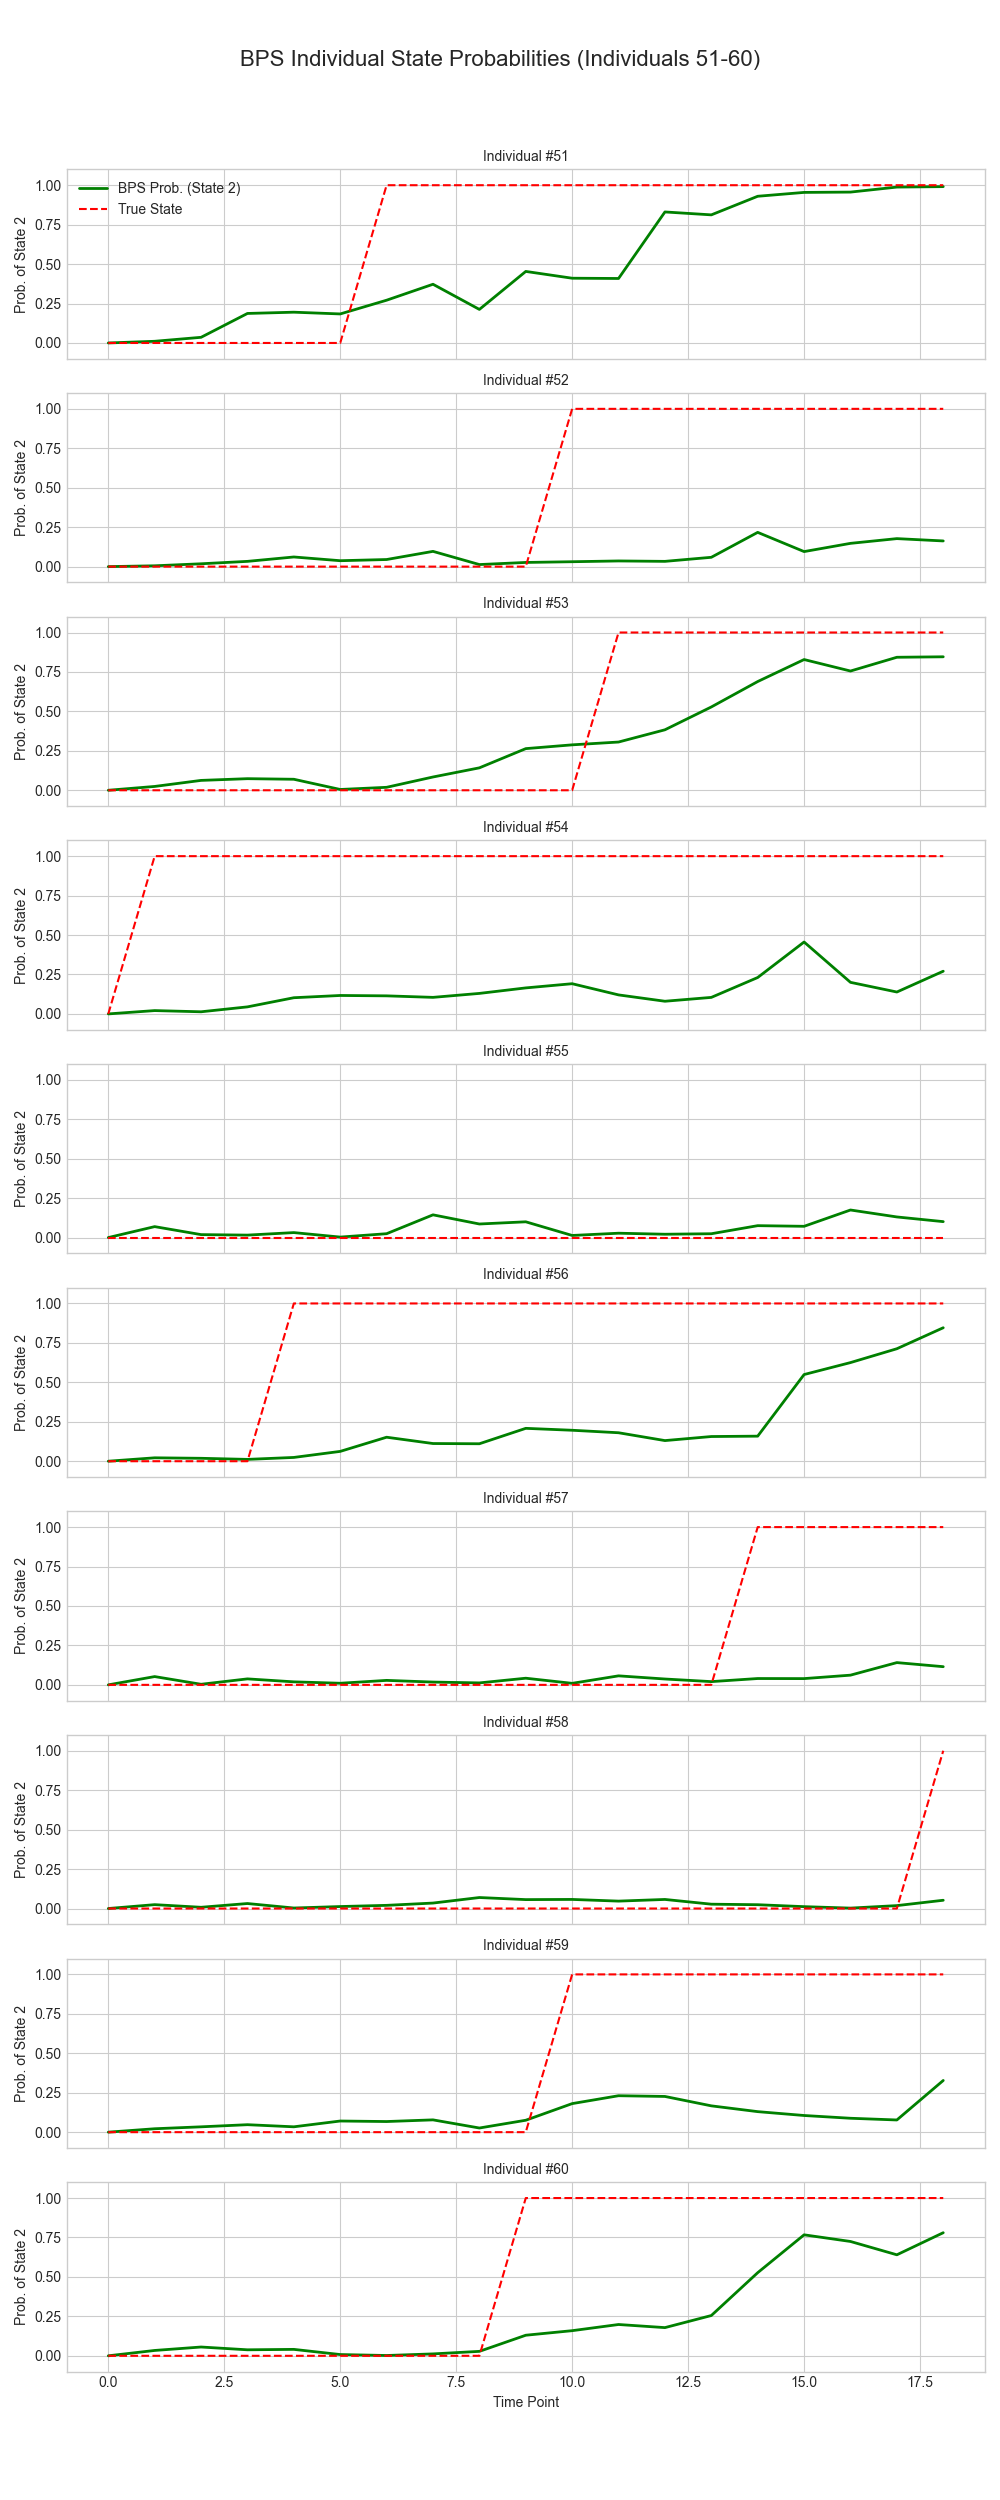 BPS Individual State Probabilities (Individuals 51-60)
Individual #51
1.00
0.75
0.50
0.25
0.00
Prob. of State 2
BPS Prob. (State 2)
True State
Individual #52
1.00
0.75
0.50
0.25
0.00
Prob. of State 2
Individual #53
1.00
0.75
0.50
0.25
0.00
Prob. of State 2
Individual #54
1.00
0.75
0.50
0.25
0.00
Prob. of State 2
Individual #55
1.00
0.75
0.50
0.25
0.00
Prob. of State 2
Individual #56
1.00
0.75
0.50
0.25
0.00
Prob. of State 2
Individual #57
1.00
0.75
0.50
0.25
0.00
Prob. of State 2
Individual #58
1.00
0.75
0.50
0.25
0.00
Prob. of State 2
Individual #59
1.00
0.75
0.50
0.25
0.00
Prob. of State 2
Individual #60
1.00
0.75
0.50
0.25
0.00
Prob. of State 2
0.0 2.5 5.0 7.5 10.0 12.5 15.0 17.5
Time Point